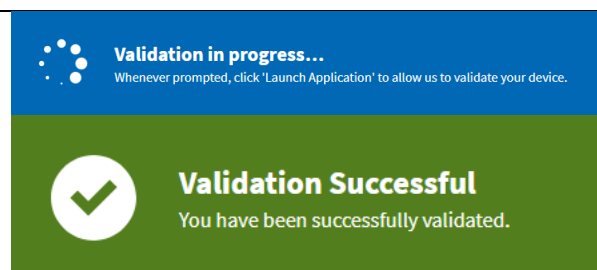 Validation in progress...
Whenever prompted, click 'Launch Application' to allow us to validate your device.
Validation Successful
You have been successfully validated.